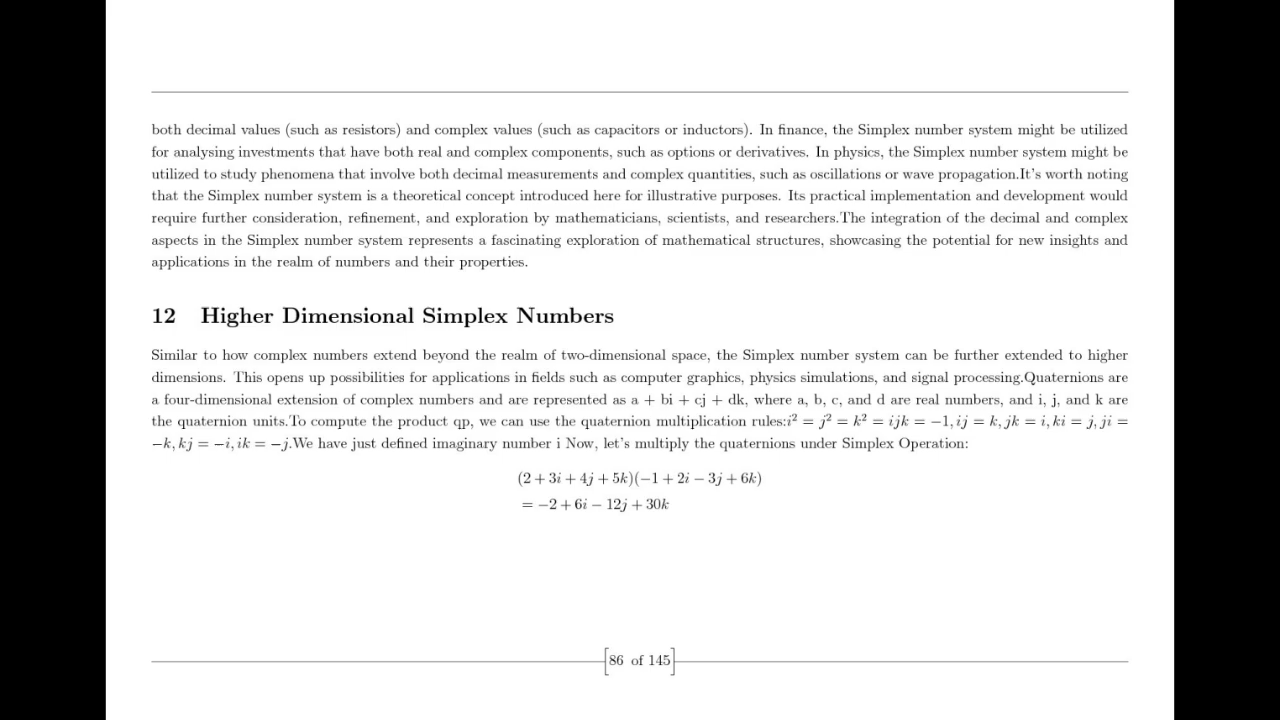 both decimal values (such as resistors) and complex values (such as capacitors or inductors). In finance, the Simplex number system might be utilized
for analysing investments that have both real and complex components, such as options or derivatives. In physics, the Simplex number system might be
utilized to study phenomena that involve both decimal measurements and complex quantities, such as oscillations or wave propagation.It's worth noting
that the Simplex number system is a theoretical concept introduced here for illustrative purposes. Its practical implementation and development would
require further consideration, refinement, and exploration by mathematicians, scientists, and researchers.The integration of the decimal and complex
aspects in the Simplex number system represents a fascinating exploration of mathematical structures, showcasing the potential for new insights and
applications in the realm of numbers and their properties.
12 Higher Dimensional Simplex Numbers
Similar to how complex numbers extend beyond the realm of two-dimensional space, the Simplex number system can be further extended to higher
dimensions. This opens up possibilities for applications in fields such as computer graphics, physics simulations, and signal processing.Quaternions are
a four-dimensional extension of complex numbers and are represented as a + bi + cj + dk, where a, b, c, and d are real numbers, and i, j, and k are
the quaternion units.To compute the product qp, we can use the quaternion multiplication rules:i² = j² = k² = ijk = −1, ij = k, jk = i, ki = j, ji =
−k, kj = −i, ik = −j.We have just defined imaginary number i Now, let's multiply the quaternions under Simplex Operation:
(2 + 3i + 4j + 5k)(−1 + 2i − 3j + 6k)
= −2 + 6i − 12j + 30k
86 of 145